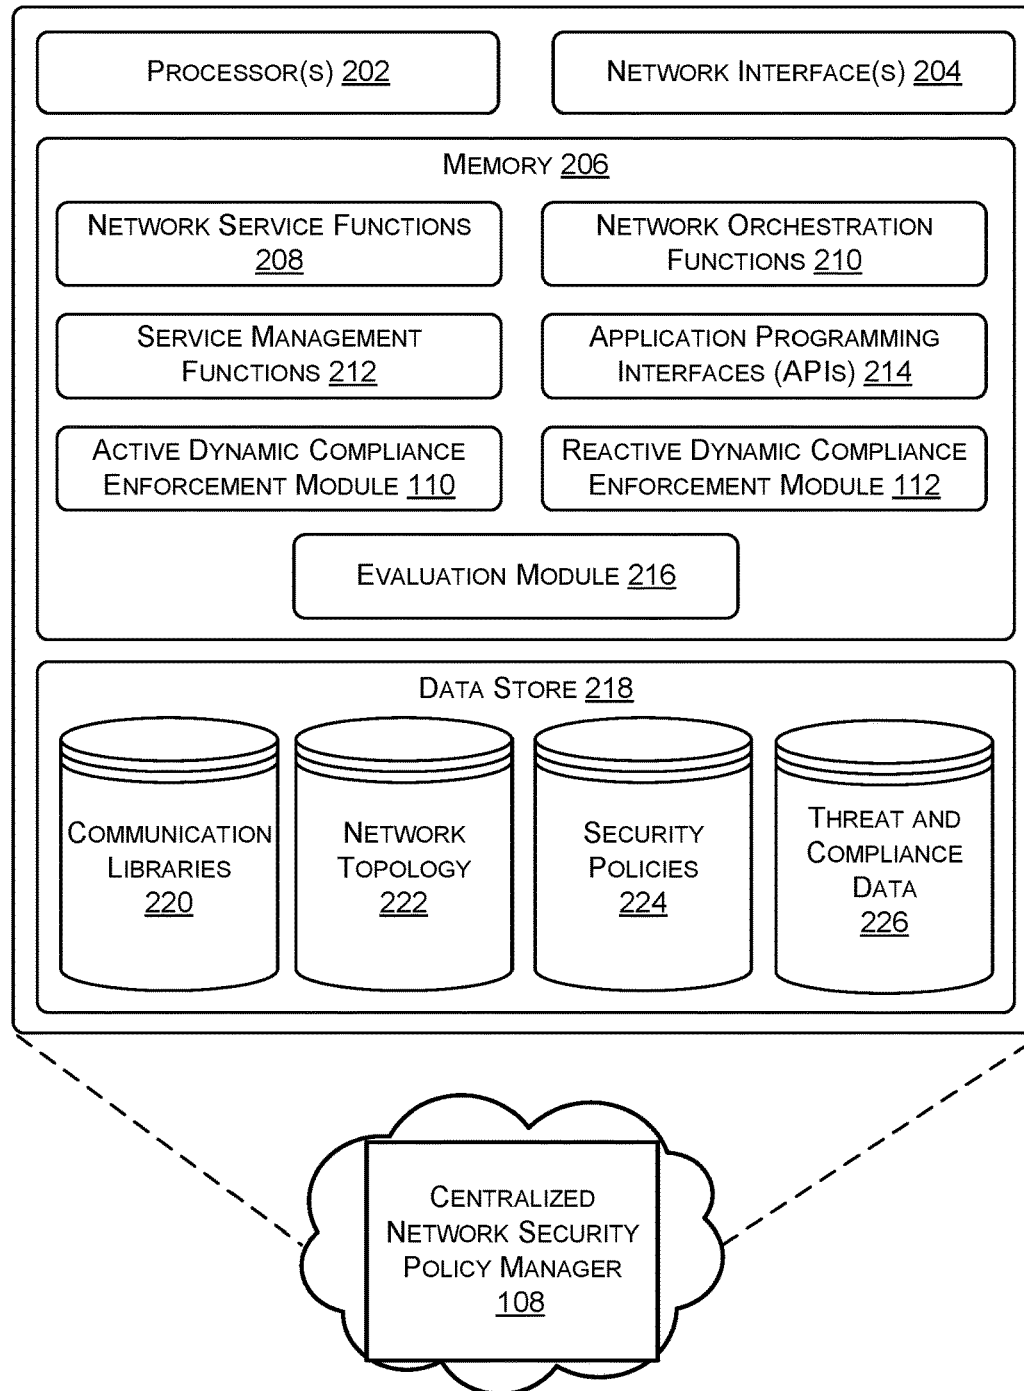 PROCESSOR(S) 202
NETWORK INTERFACE(S) 204
MEMORY 206
NETWORK SERVICE FUNCTIONS
208
NETWORK ORCHESTRATION
FUNCTIONS 210
SERVICE MANAGEMENT
FUNCTIONS 212
APPLICATION PROGRAMMING
INTERFACES (APIS) 214
ACTIVE DYNAMIC COMPLIANCE
ENFORCEMENT MODULE 110
REACTIVE DYNAMIC COMPLIANCE
ENFORCEMENT MODULE 112
EVALUATION MODULE 216
DATA STORE 218
COMMUNICATION
LIBRARIES
220
NETWORK
TOPOLOGY
222
SECURITY
POLICIES
224
THREAT AND
COMPLIANCE
DATA
226
CENTRALIZED
NETWORK SECURITY
POLICY MANAGER
108